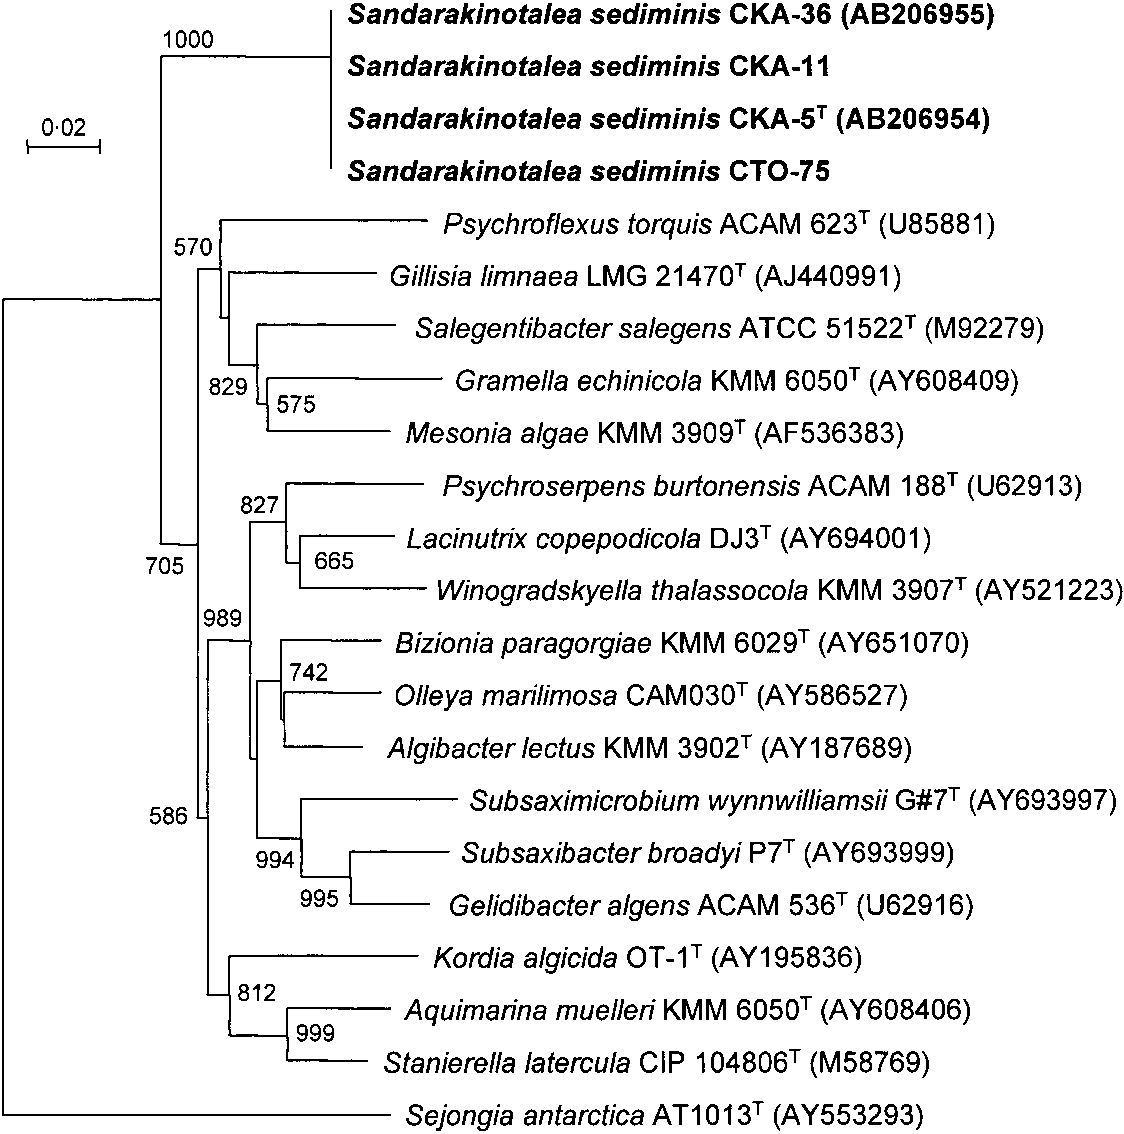 Sandarakinotalea sediminis CKA-36 (AB206955)
1000
Sandarakinotalea sediminis CKA-11
0·02
Sandarakinotalea sediminis CKA-5ᵀ (AB206954)
Sandarakinotalea sediminis CTO-75
Psychroflexus torquis ACAM 623ᵀ (U85881)
570
Gillisia limnaea LMG 21470ᵀ (AJ440991)
Salegentibacter salegens ATCC 51522ᵀ (M92279)
829
Gramella echinicola KMM 6050ᵀ (AY608409)
575
Mesonia algae KMM 3909ᵀ (AF536383)
Psychroserpens burtonensis ACAM 188ᵀ (U62913)
827
Lacinutrix copepodicola DJ3ᵀ (AY694001)
665
705
Winogradskyella thalassocola KMM 3907ᵀ (AY521223)
989
Bizionia paragorgiae KMM 6029ᵀ (AY651070)
742
Olleya marilimosa CAM030ᵀ (AY586527)
Algibacter lectus KMM 3902ᵀ (AY187689)
Subsaximicrobium wynnwilliamsii G#7ᵀ (AY693997)
586
994
Subsaxibacter broadyi P7ᵀ (AY693999)
995
Gelidibacter algens ACAM 536ᵀ (U62916)
Kordia algicida OT-1ᵀ (AY195836)
812
Aquimarina muelleri KMM 6050ᵀ (AY608406)
999
Stanierella latercula CIP 104806ᵀ (M58769)
Sejongia antarctica AT1013ᵀ (AY553293)